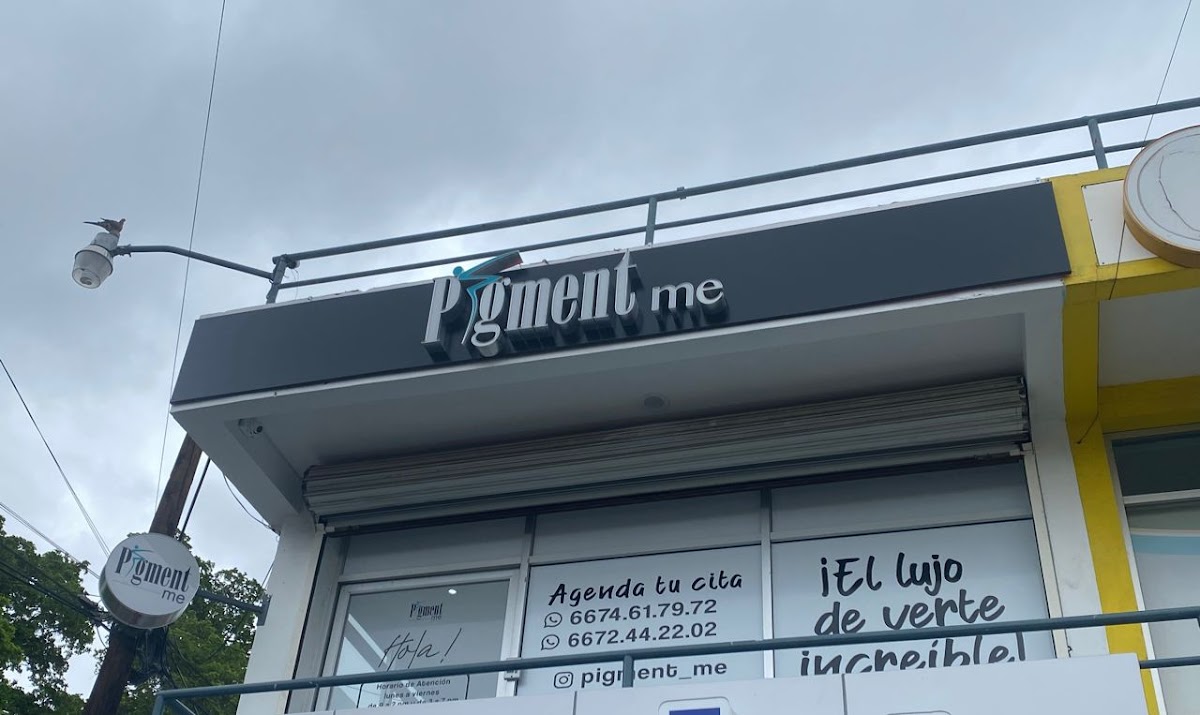 Pigment me
Pigment
me
Pigment
me
Hola!
Horario de Atención
lunes a viernes
Agenda tu cita
6674.61.79.72
6672.44.22.02
pigment_me
¡El lujo
de verte
increíble!